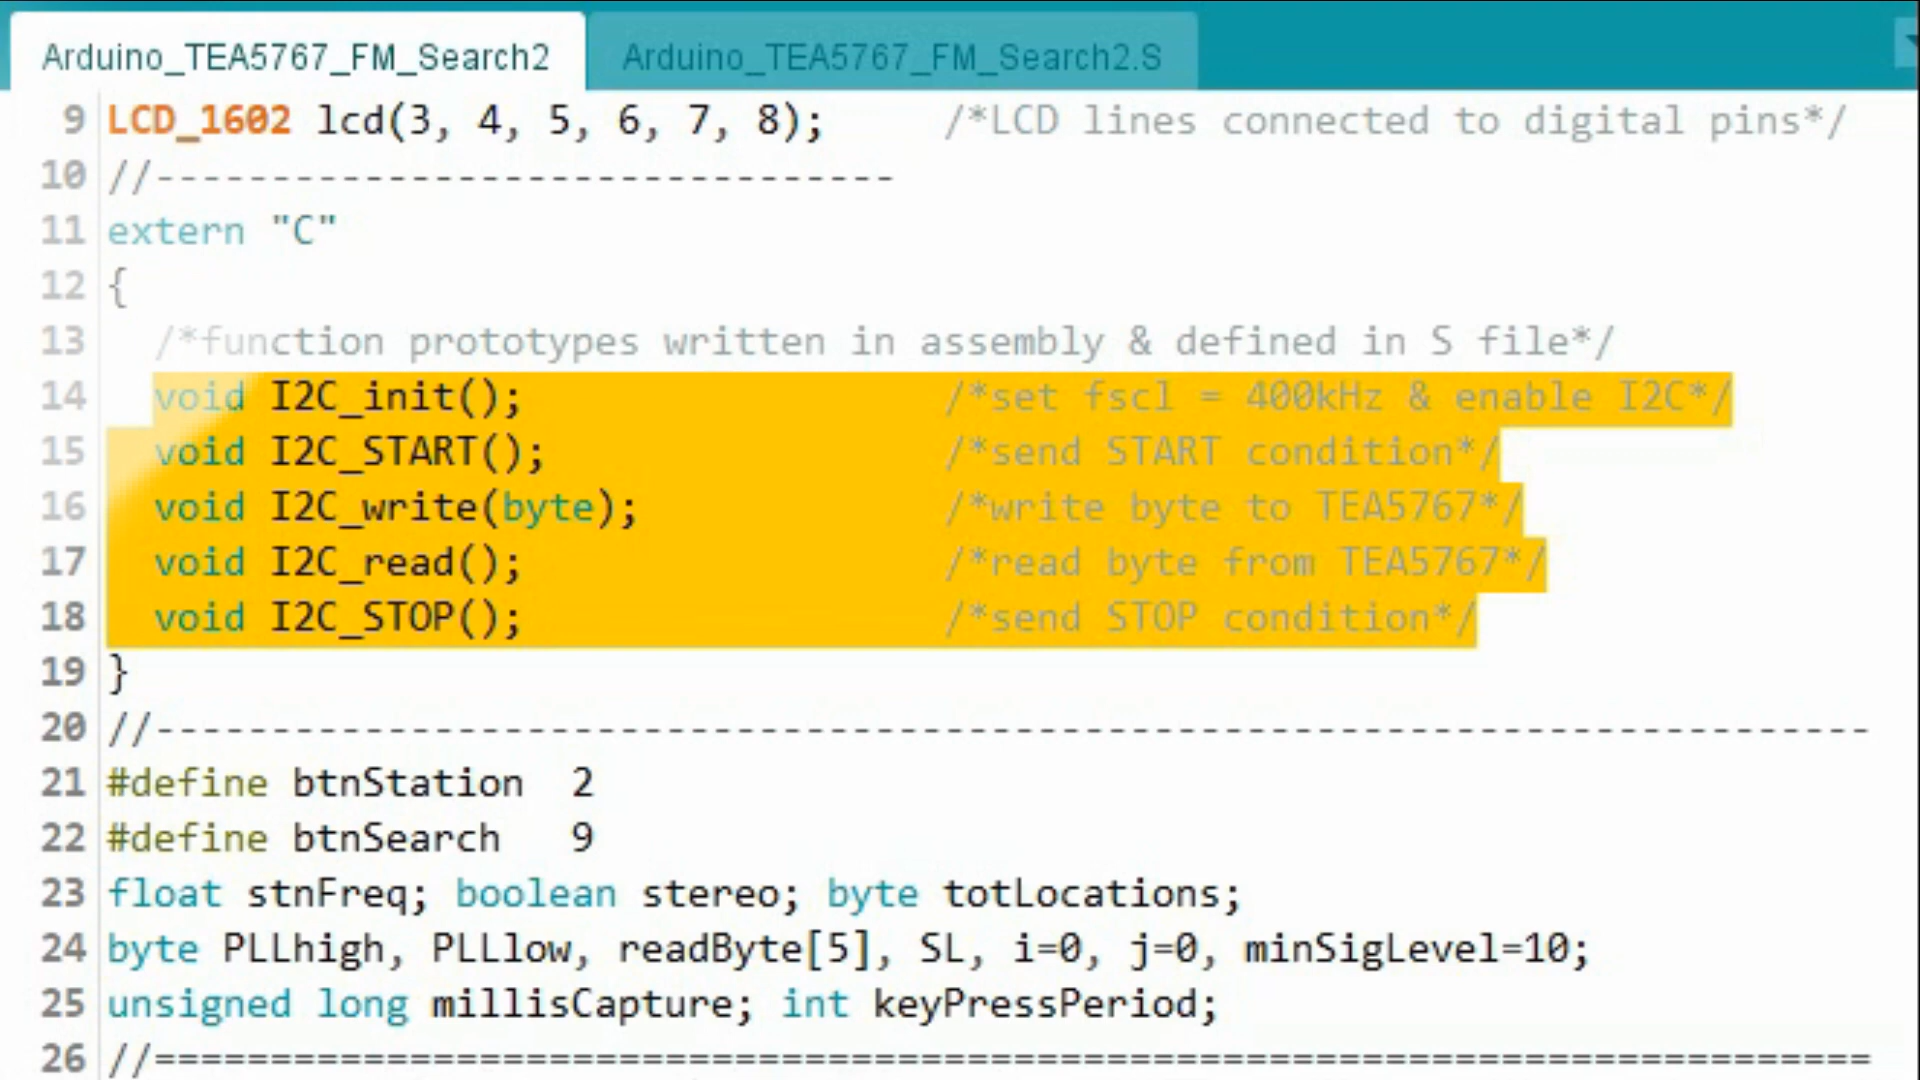 Arduino_TEA5767_FM_Search2 Arduino_TEA5767_FM_Search2.S
9 LCD_1602 lcd(3, 4, 5, 6, 7, 8); /*LCD lines connected to digital pins*/
10 //--------------------------------
11 extern "C"
12 {
13 /*function prototypes written in assembly & defined in S file*/
14 void I2C_init(); /*set fscl = 400kHz & enable I2C*/
15 void I2C_START(); /*send START condition*/
16 void I2C_write(byte); /*write byte to TEA5767*/
17 void I2C_read(); /*read byte from TEA5767*/
18 void I2C_STOP(); /*send STOP condition*/
19 }
20 //--------------------------------------------------------------------------
21 #define btnStation 2
22 #define btnSearch 9
23 float stnFreq; boolean stereo; byte totLocations;
24 byte PLLhigh, PLLlow, readByte[5], SL, i=0, j=0, minSigLevel=10;
25 unsigned long millisCapture; int keyPressPeriod;
26 //==========================================================================